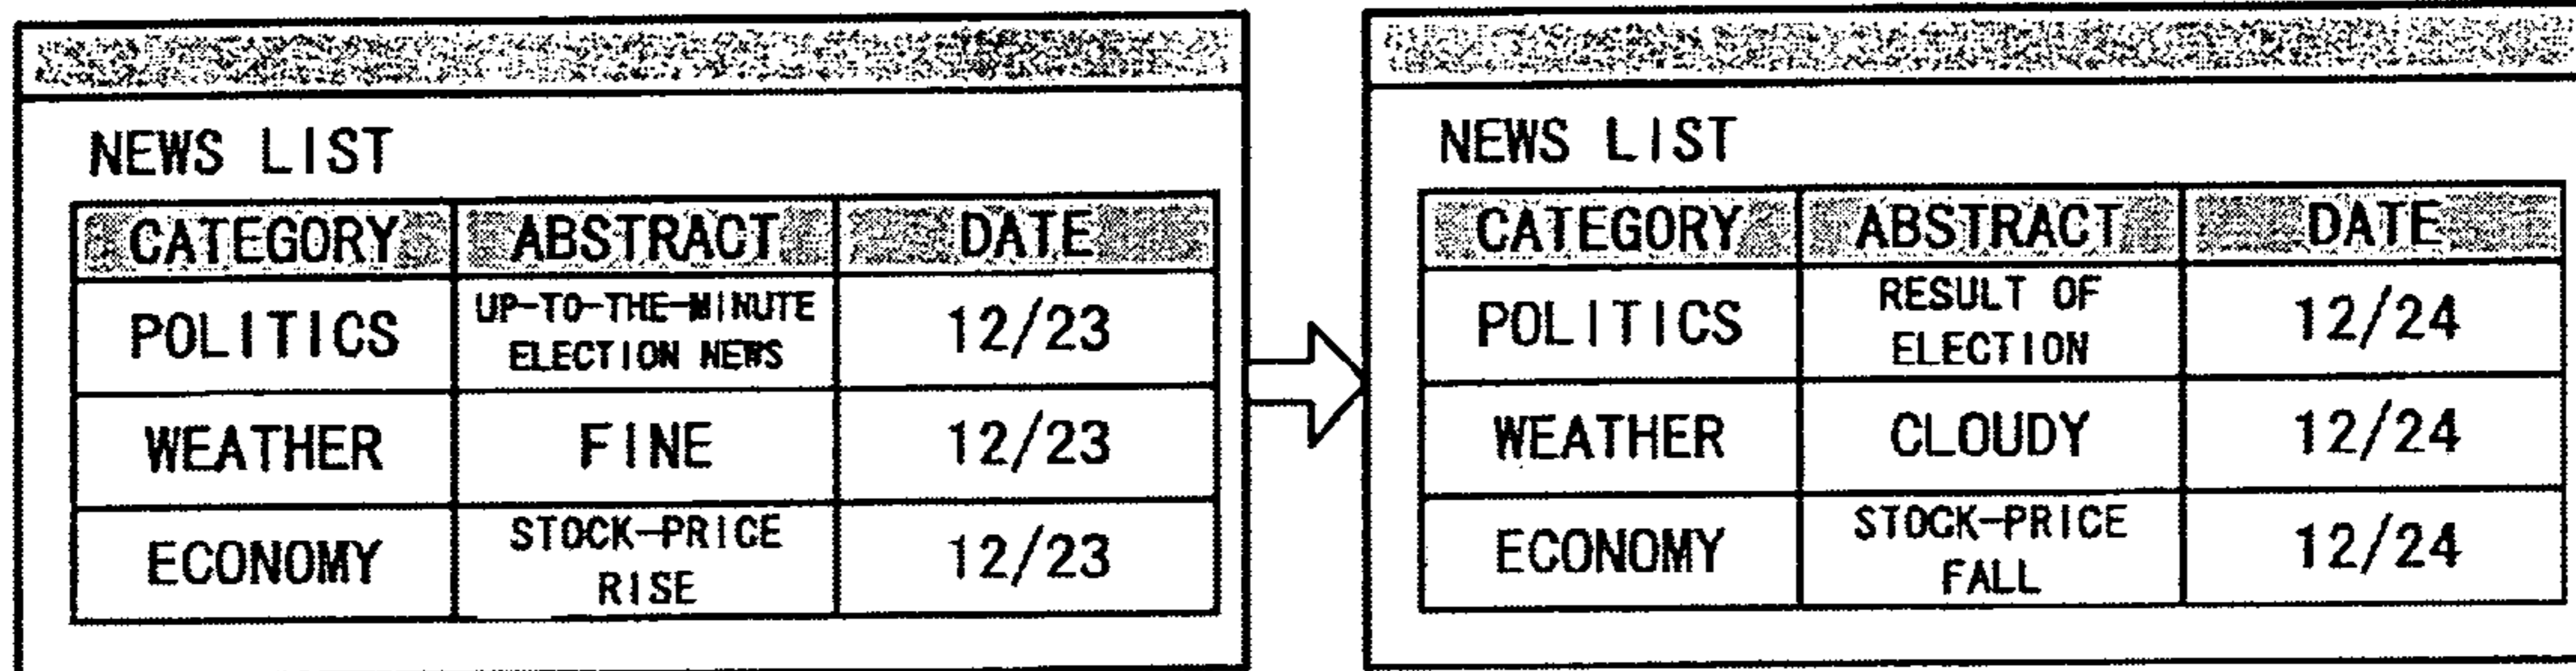 NEWS LIST
CATEGORY ABSTRACT DATE
POLITICS UP-TO-THE-MINUTE ELECTION NEWS 12/23
WEATHER FINE 12/23
ECONOMY STOCK-PRICE RISE 12/23
NEWS LIST
CATEGORY ABSTRACT DATE
POLITICS RESULT OF ELECTION 12/24
WEATHER CLOUDY 12/24
ECONOMY STOCK-PRICE FALL 12/24